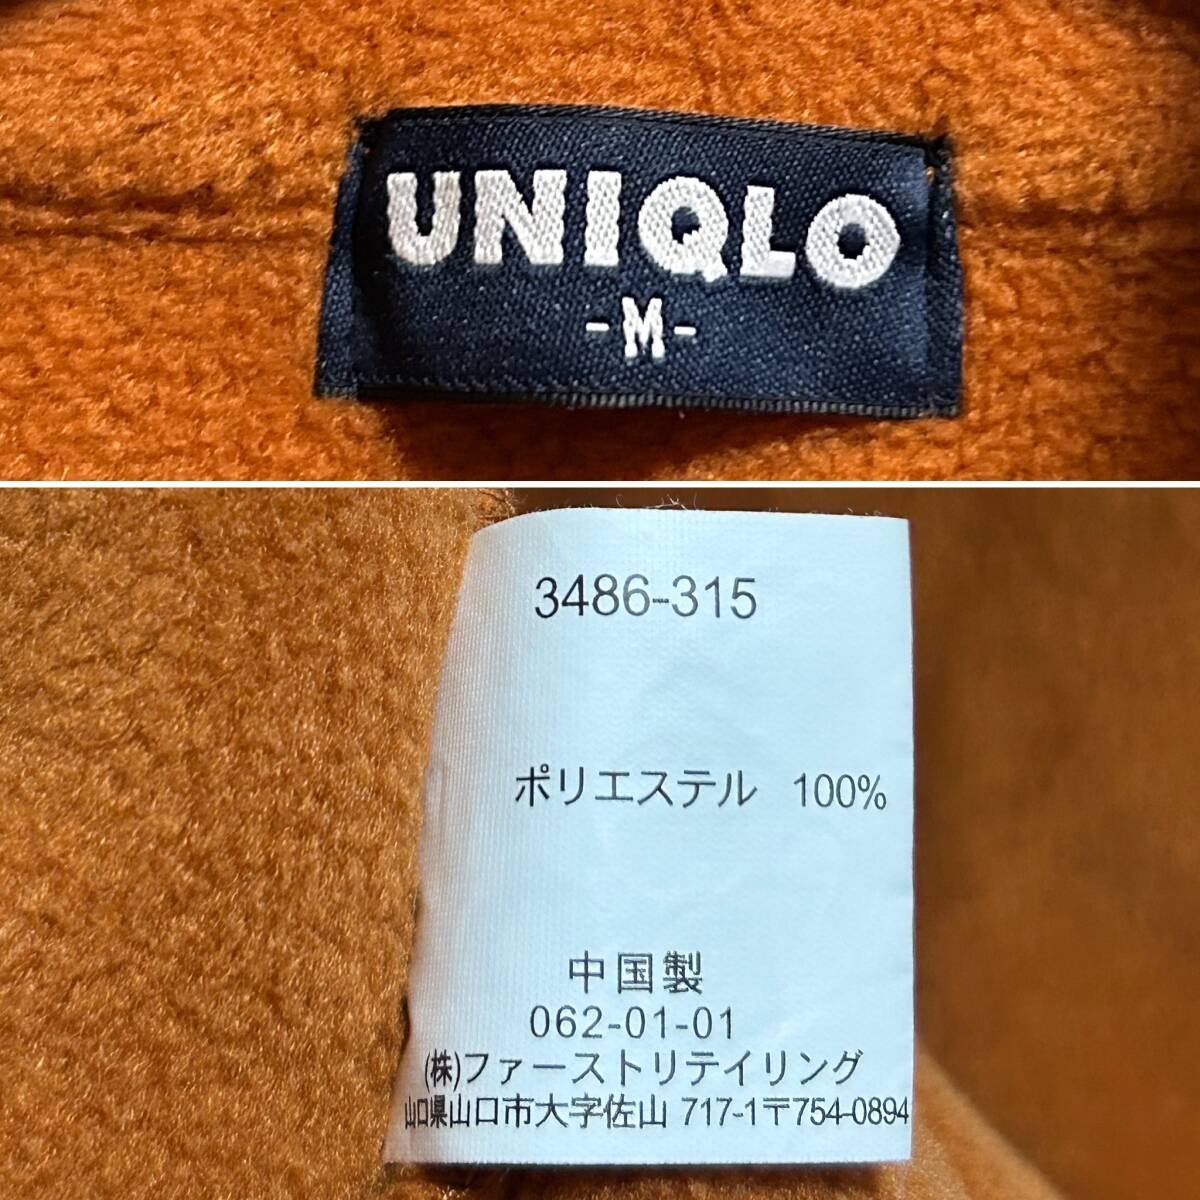 UNIQLO
-M-
3486-315
ポリエステル 100%
中国製
062-01-01
(株)ファーストリテイリング
山口県山口市大字佐山 717-1〒754-0894